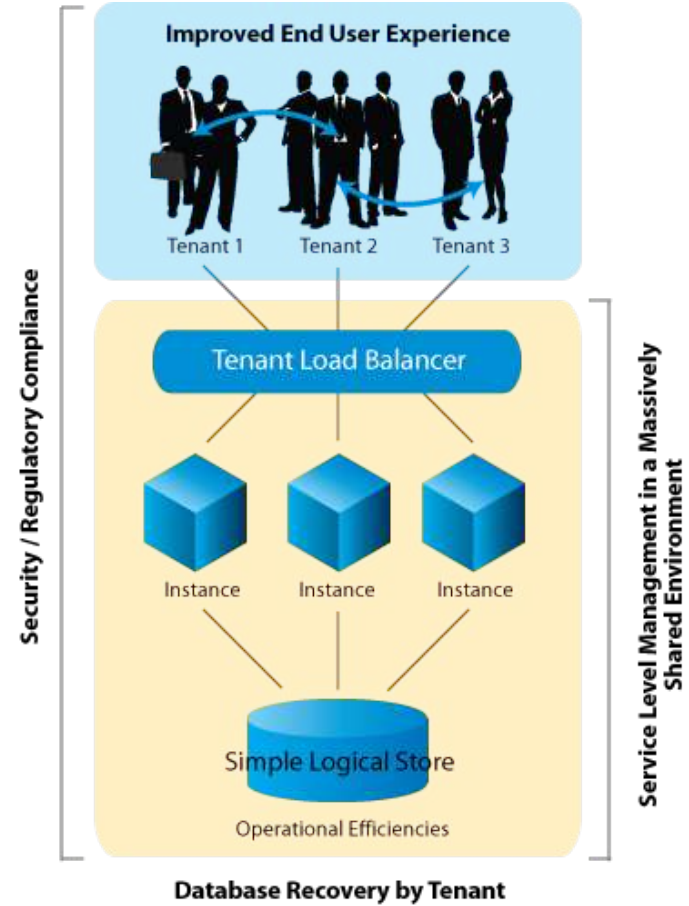 Improved End User Experience
Tenant 1
Tenant 2
Tenant 3
Tenant Load Balancer
Instance
Instance
Instance
Simple Logical Store
Operational Efficiencies
Security / Regulatory Compliance
Service Level Management in a Massively
Shared Environment
Database Recovery by Tenant